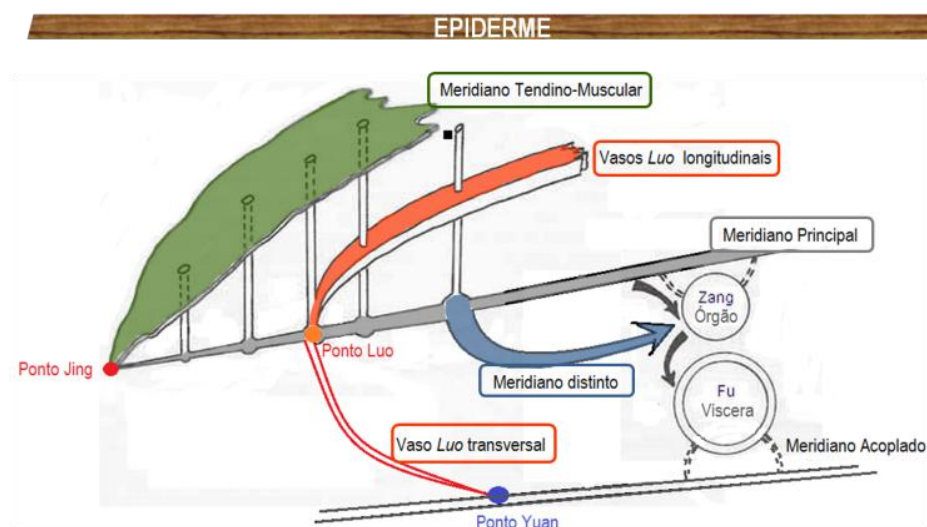 EPIDERME
Meridiano Tendino-Muscular
Vasos Luo longitudinais
Meridiano Principal
Zang
Órgão
Ponto Luo
Ponto Jing
Meridiano distinto
Fu
Viscera
Vaso Luo transversal
Meridiano Acoplado
Ponto Yuan